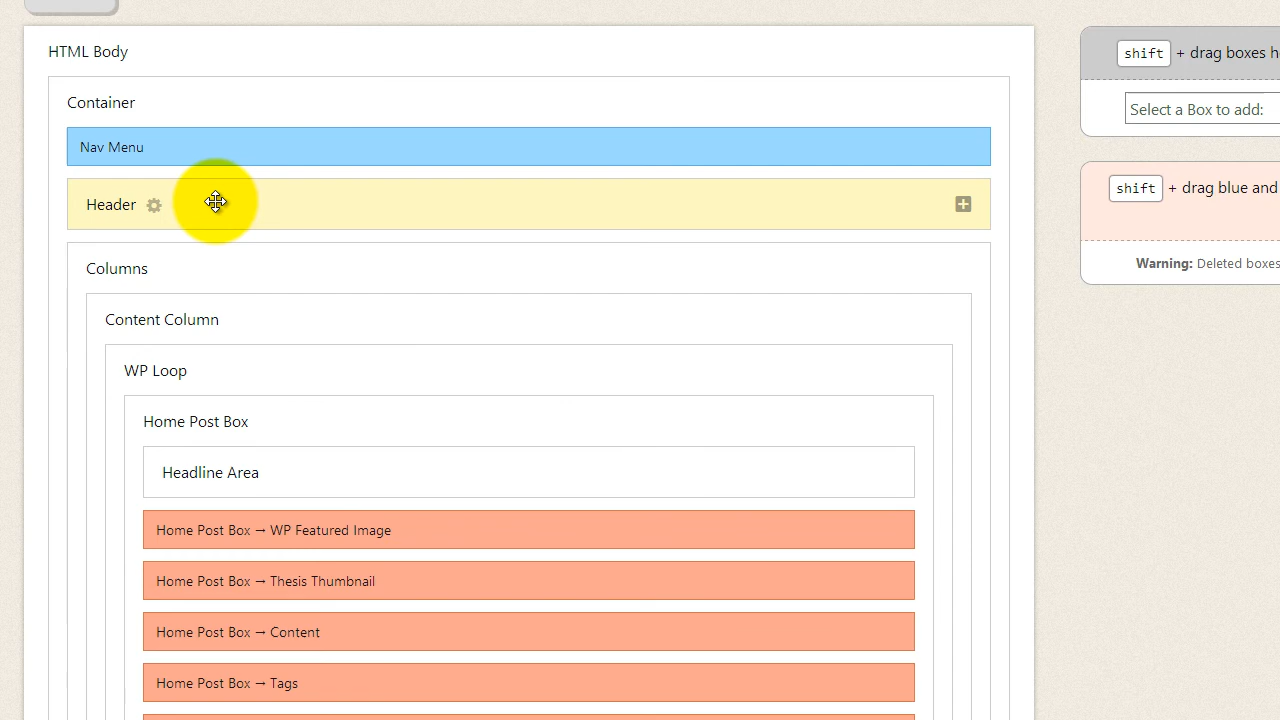 HTML Body
Container
Nav Menu
Header
Columns
Content Column
WP Loop
Home Post Box
Headline Area
Home Post Box → WP Featured Image
Home Post Box → Thesis Thumbnail
Home Post Box → Content
Home Post Box → Tags
shift + drag boxes h
Select a Box to add:
shift + drag blue and
Warning: Deleted boxes